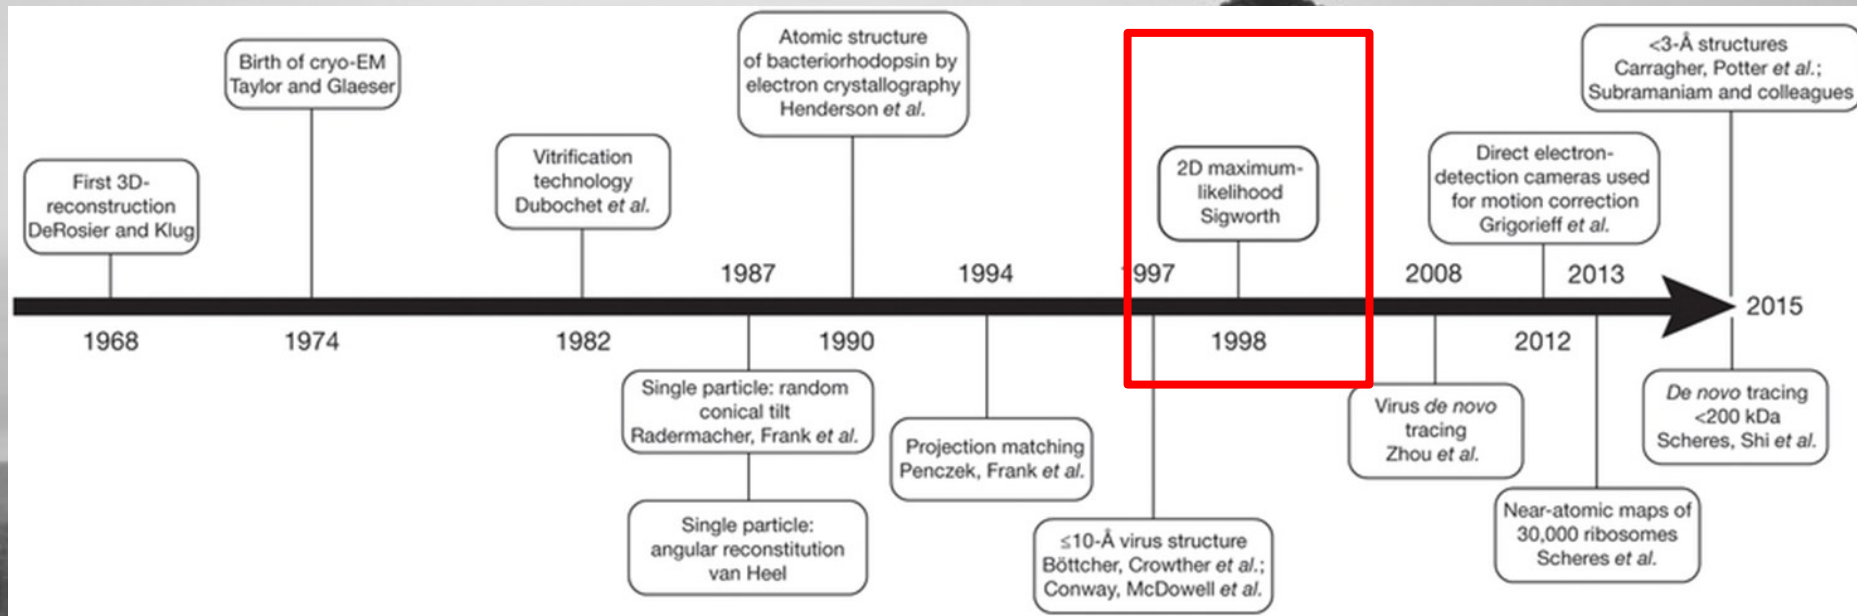 First 3D-
reconstruction
DeRosier and Klug
1968
Birth of cryo-EM
Taylor and Glaeser
1974
Vitrification
technology
Dubochet et al.
1982
1987
Single particle: random
conical tilt
Radermacher, Frank et al.
Single particle:
angular reconstitution
van Heel
Atomic structure
of bacteriorhodopsin by
electron crystallography
Henderson et al.
1990
1994
Projection matching
Penczek, Frank et al.
1997
≤10-Å virus structure
Böttcher, Crowther et al.;
Conway, McDowell et al.
2D maximum-
likelihood
Sigworth
1998
2008
Virus de novo
tracing
Zhou et al.
Direct electron-
detection cameras used
for motion correction
Grigorieff et al.
2012
2013
Near-atomic maps of
30,000 ribosomes
Scheres et al.
<3-Å structures
Carragher, Potter et al.;
Subramaniam and colleagues
2015
De novo tracing
<200 kDa
Scheres, Shi et al.